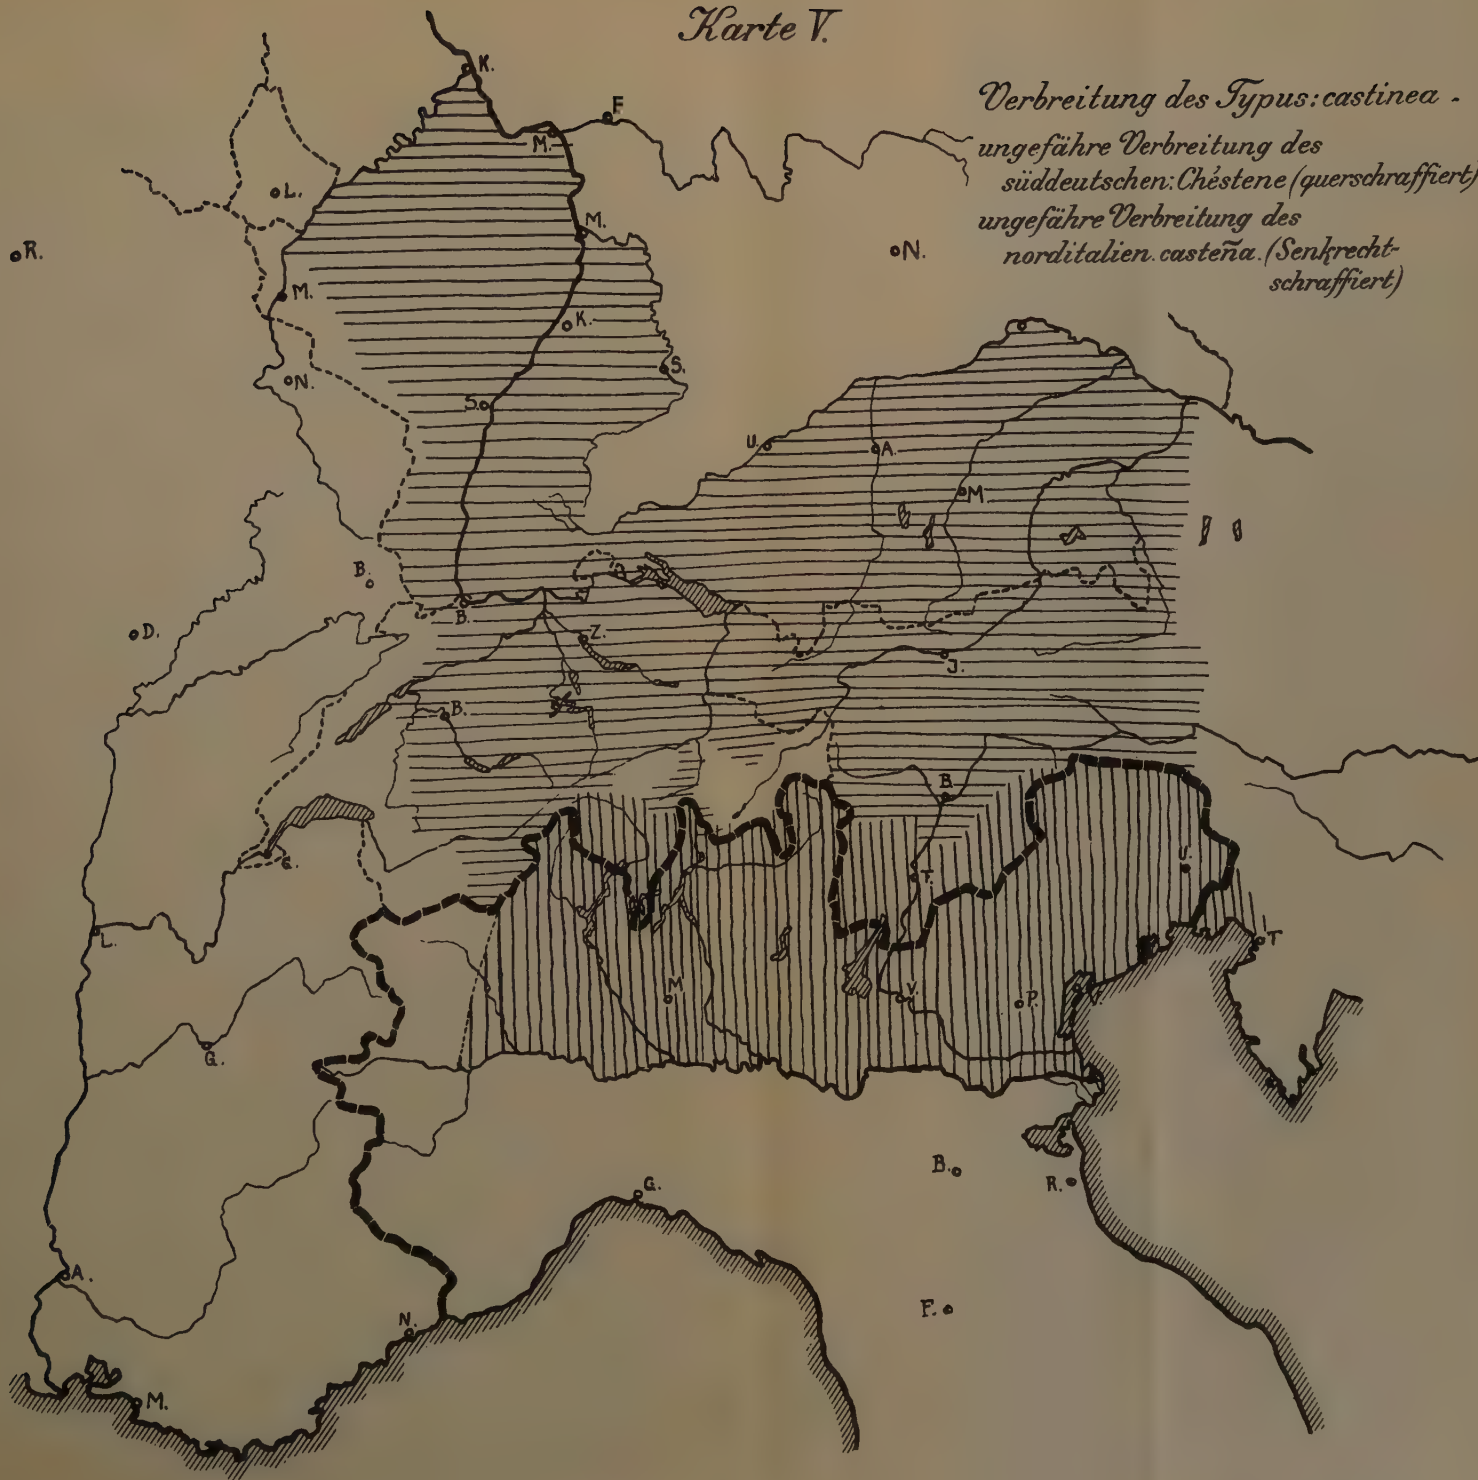 Karte V.
Verbreitung des Typus: castinea.
ungefähre Verbreitung des
süddeutschen: Chéstene (querschraffiert)
ungefähre Verbreitung des
norditalien. casteña. (Senkrecht-
schraffiert)
K.
F
M.
L.
R.
M.
N.
M.
K.
N.
S.
S.
U.
A.
M
B.
B.
D.
Z.
J.
B.
B.
G.
T.
U.
L.
T
M
V.
P.
G.
B.
R.
G.
A.
F.
N.
M.